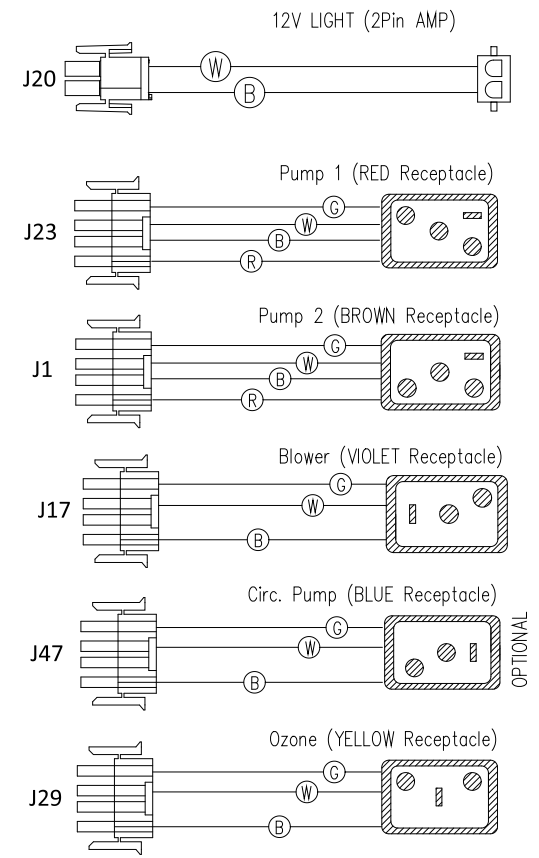 12V LIGHT (2Pin AMP)
J20
W
B
Pump 1 (RED Receptacle)
J23
G
W
B
R
Pump 2 (BROWN Receptacle)
J1
G
W
B
R
Blower (VIOLET Receptacle)
J17
G
W
B
Circ. Pump (BLUE Receptacle)
J47
G
W
B
OPTIONAL
Ozone (YELLOW Receptacle)
J29
G
W
B